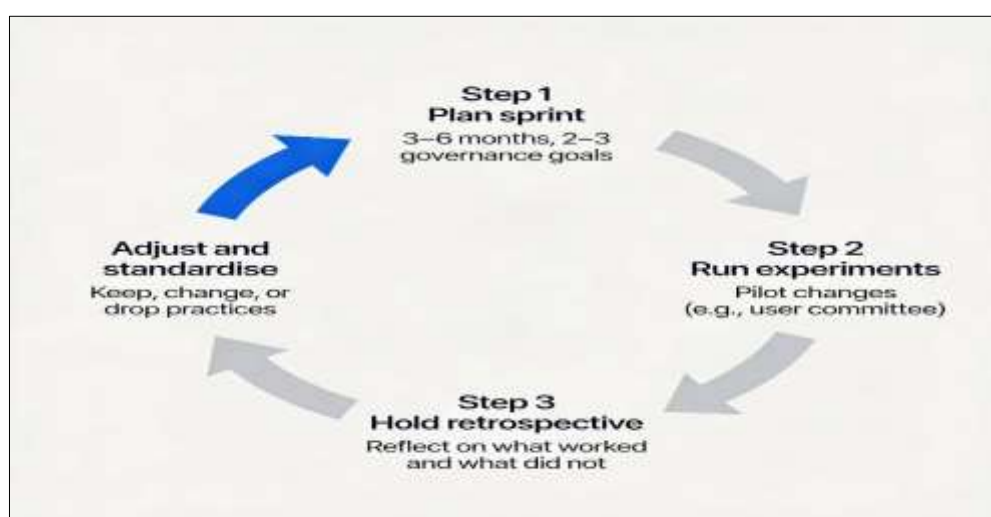 Step 1
Plan sprint
3–6 months, 2–3
governance goals
Step 2
Run experiments
Pilot changes
(e.g., user committee)
Step 3
Hold retrospective
Reflect on what worked
and what did not
Adjust and
standardise
Keep, change, or
drop practices